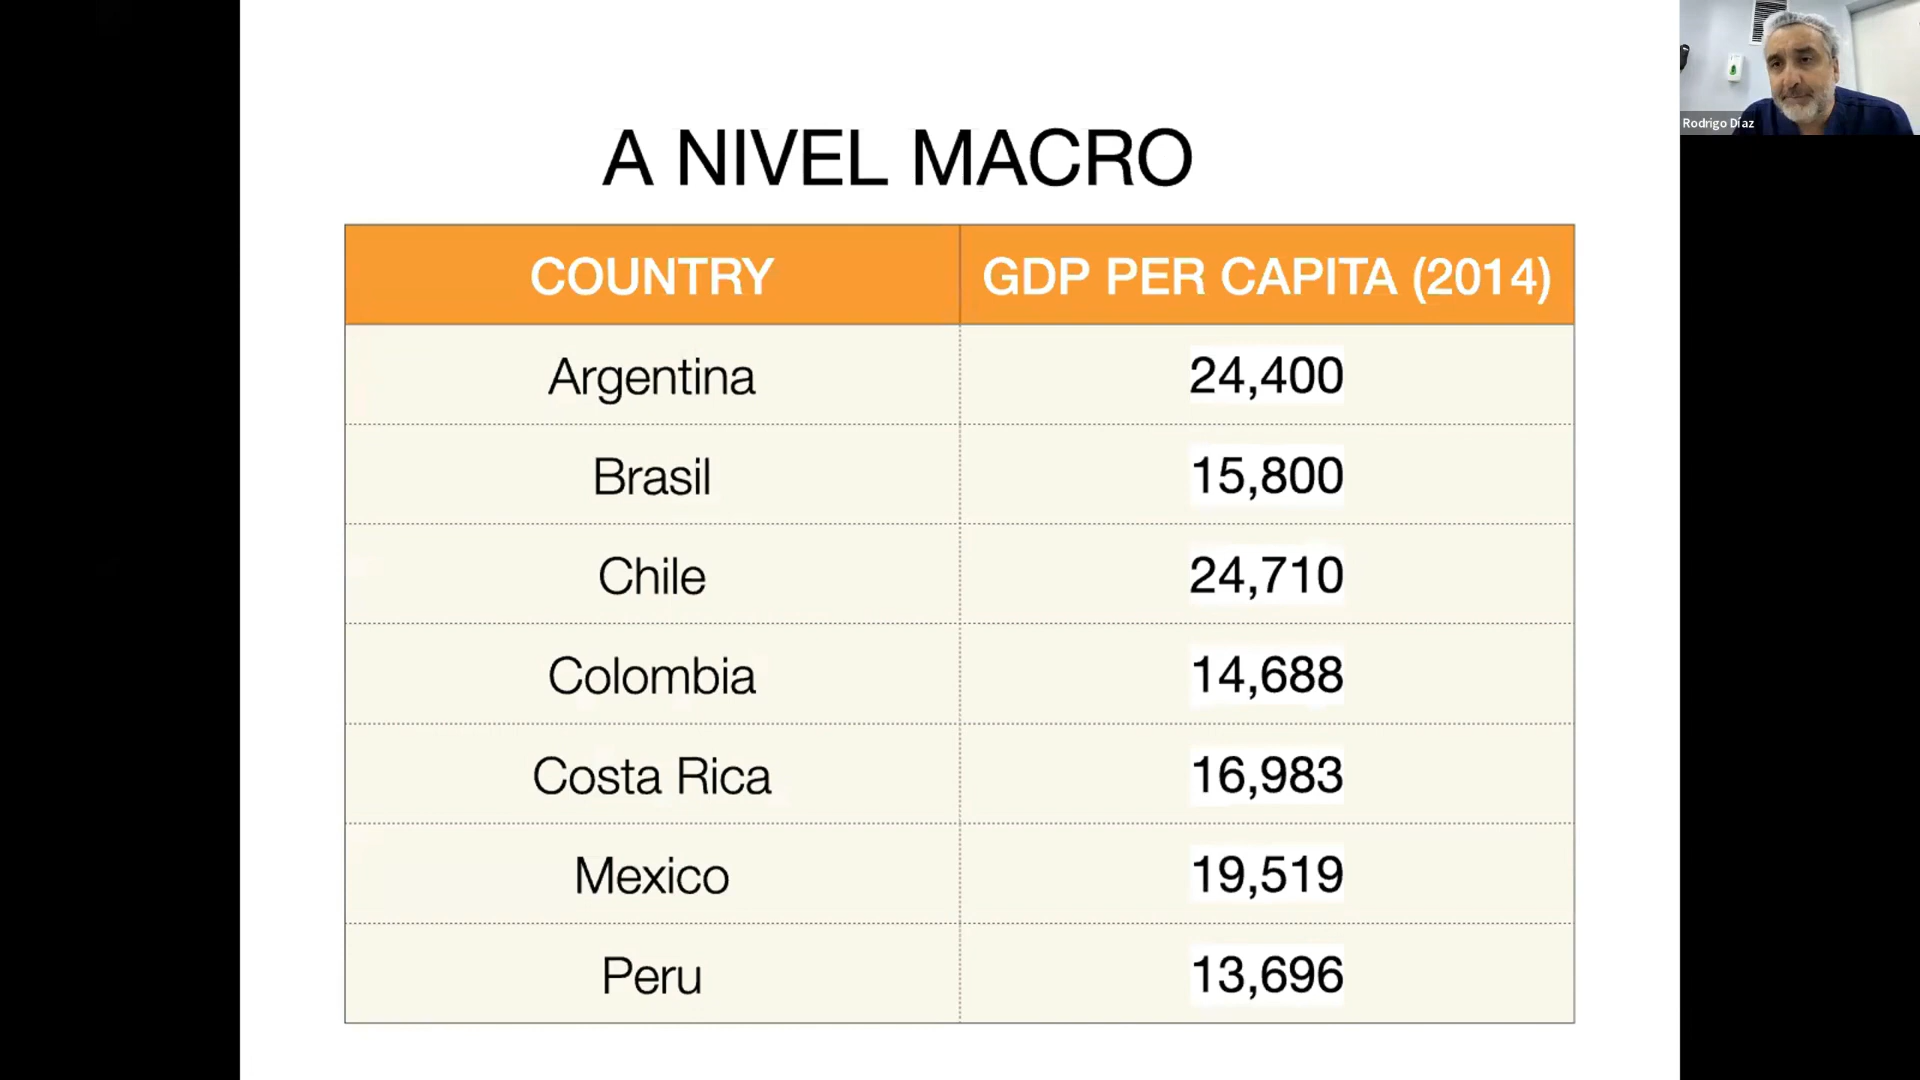 Rodrigo Díaz
A NIVEL MACRO
COUNTRY GDP PER CAPITA (2014)
Argentina 24,400
Brasil 15,800
Chile 24,710
Colombia 14,688
Costa Rica 16,983
Mexico 19,519
Peru 13,696